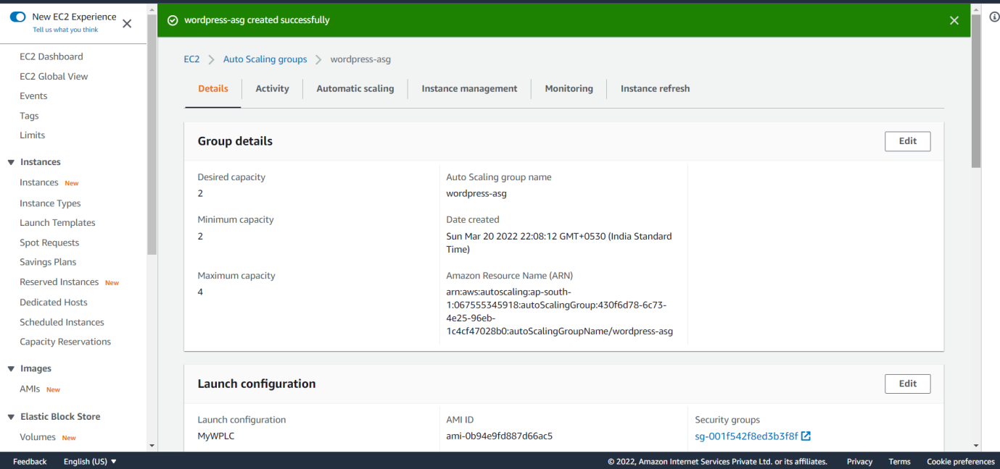 New EC2 Experience
Tell us what you think
EC2 Dashboard
EC2 Global View
Events
Tags
Limits
Instances
Instances New
Instance Types
Launch Templates
Spot Requests
Savings Plans
Reserved Instances New
Dedicated Hosts
Scheduled Instances
Capacity Reservations
Images
AMIs New
Elastic Block Store
Volumes New
wordpress-asg created successfully
EC2 Auto Scaling groups wordpress-asg
Details Activity Automatic scaling Instance management Monitoring Instance refresh
Group details Edit
Desired capacity
2
Minimum capacity
2
Maximum capacity
4
Auto Scaling group name
wordpress-asg
Date created
Sun Mar 20 2022 22:08:12 GMT+0530 (India Standard
Time)
Amazon Resource Name (ARN)
arn:aws:autoscaling:ap-south-
1:067555345918:autoScalingGroup:430f6d78-6c73-
4e25-96eb-
1c4cf47028b0:autoScalingGroupName/wordpress-asg
Launch configuration Edit
Launch configuration
MyWPLC
AMI ID
ami-0b94e9fd887d66ac5
Security groups
sg-001f542f8ed3b3f8f
Feedback English (US) © 2022, Amazon Internet Services Private Ltd. or its affiliates. Privacy Terms Cookie preferences